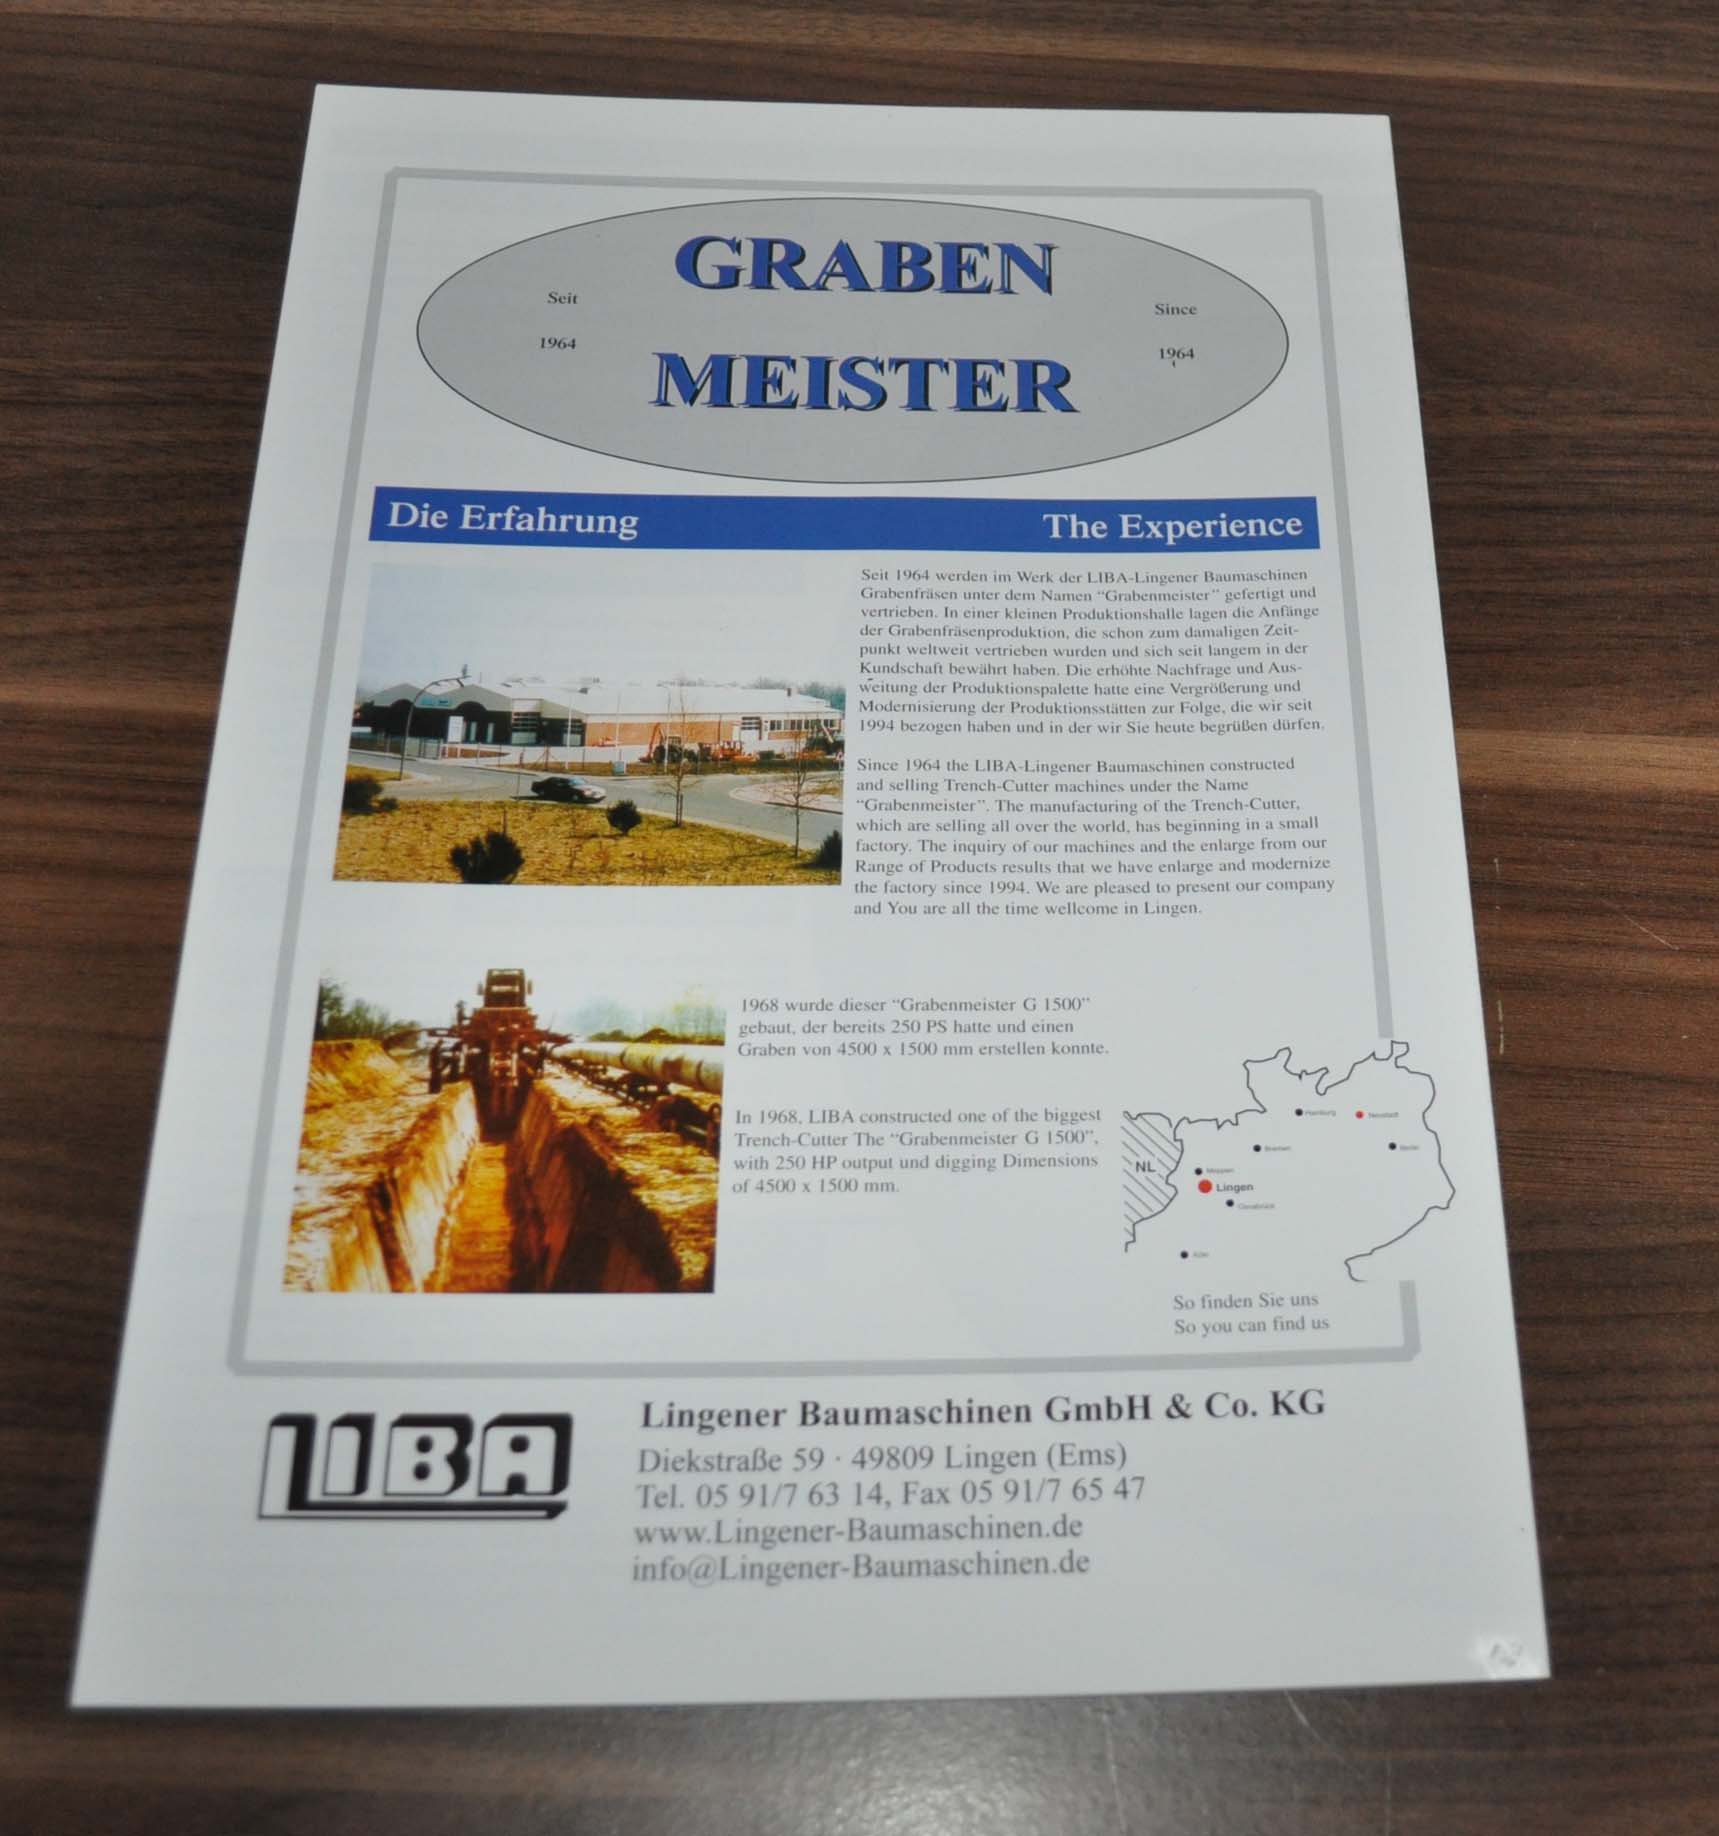 GRABEN
Seit
Since
1964
1964
MEISTER
Die Erfahrung
The Experience
Seit 1964 werden im Werk der LIBA-Lingener Baumaschinen
Grabenfräsen unter dem Namen “Grabenmeister” gefertigt und
vertrieben. In einer kleinen Produktionshalle lagen die Anfänge
der Grabenfräsenproduktion, die schon zum damaligen Zeit-
punkt weltweit vertrieben wurden und sich seit langem in der
Kundschaft bewährt haben. Die erhöhte Nachfrage und Aus-
weitung der Produktionspalette hatte eine Vergrößerung und
Modernisierung der Produktionsstätten zur Folge, die wir seit
1994 bezogen haben und in der wir Sie heute begrüßen dürfen.
Since 1964 the LIBA-Lingener Baumaschinen constructed
and selling Trench-Cutter machines under the Name
“Grabenmeister”. The manufacturing of the Trench-Cutter,
which are selling all over the world, has beginning in a small
factory. The inquiry of our machines and the enlarge from our
Range of Products results that we have enlarge and modernize
the factory since 1994. We are pleased to present our company
and You are all the time wellcome in Lingen.
1968 wurde dieser “Grabenmeister G 1500”
gebaut, der bereits 250 PS hatte und einen
Graben von 4500 x 1500 mm erstellen konnte.
In 1968, LIBA constructed one of the biggest
Trench-Cutter The “Grabenmeister G 1500”,
with 250 HP output und digging Dimensions
of 4500 x 1500 mm.
Hamburg
Neustadt
Bremen
Berlin
NL
Meppen
Lingen
Osnabrück
Köln
So finden Sie uns
So you can find us
LIBA
Lingener Baumaschinen GmbH & Co. KG
Diekstraße 59 · 49809 Lingen (Ems)
Tel. 05 91/7 63 14, Fax 05 91/7 65 47
www.Lingener-Baumaschinen.de
info@Lingener-Baumaschinen.de